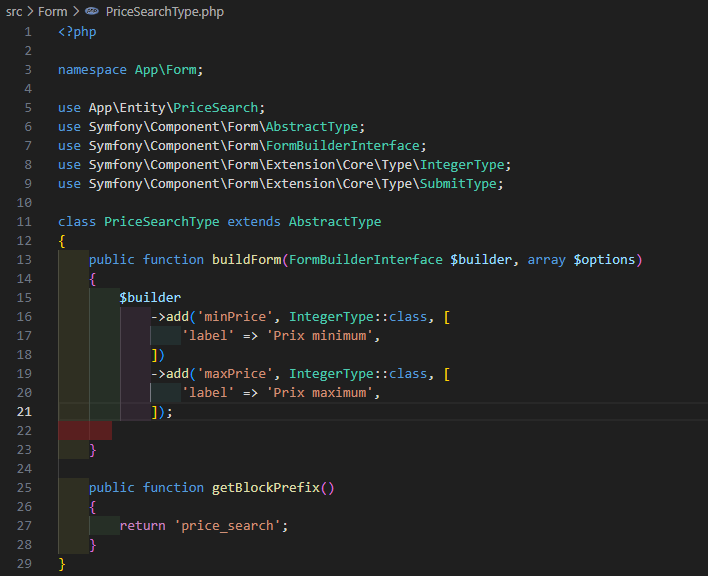 src > Form > PriceSearchType.php
1 <?php
2
3 namespace App\Form;
4
5 use App\Entity\PriceSearch;
6 use Symfony\Component\Form\AbstractType;
7 use Symfony\Component\Form\FormBuilderInterface;
8 use Symfony\Component\Form\Extension\Core\Type\IntegerType;
9 use Symfony\Component\Form\Extension\Core\Type\SubmitType;
10
11 class PriceSearchType extends AbstractType
12 {
13     public function buildForm(FormBuilderInterface $builder, array $options)
14     {
15         $builder
16             ->add('minPrice', IntegerType::class, [
17                 'label' => 'Prix minimum',
18             ])
19             ->add('maxPrice', IntegerType::class, [
20                 'label' => 'Prix maximum',
21             ]);
22
23     }
24
25     public function getBlockPrefix()
26     {
27         return 'price_search';
28     }
29 }